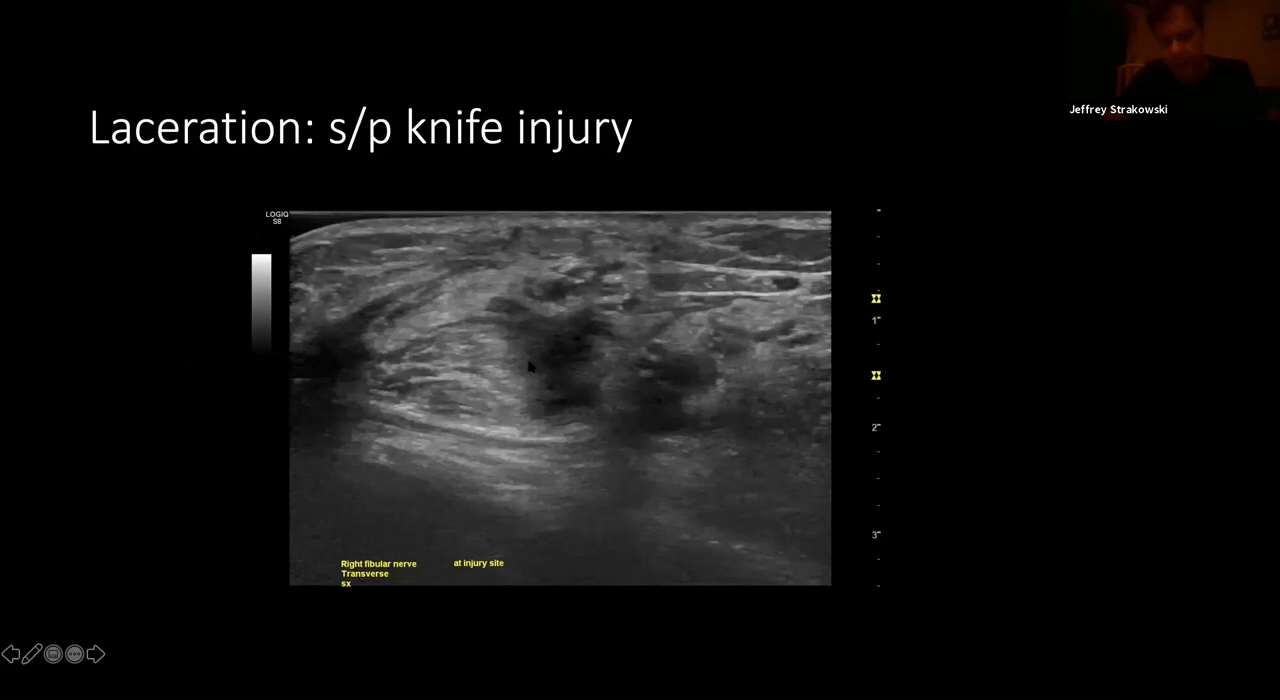 Jeffrey Strakowski
Laceration: s/p knife injury
LOGIQ
S8
1
2
3
Right fibular nerve at injury site
Transverse
sx